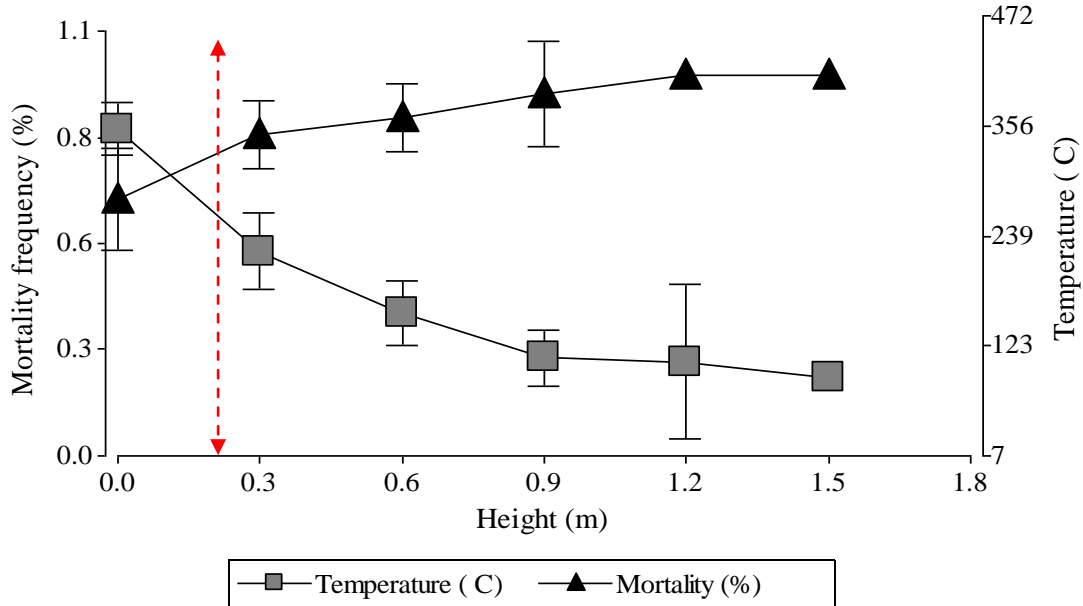 1.1
0.8
0.6
0.3
0.0
Mortality frequency (%)
472
356
239
123
7
Temperature ( C)
0.0 0.3 0.6 0.9 1.2 1.5 1.8
Height (m)
Temperature ( C) Mortality (%)